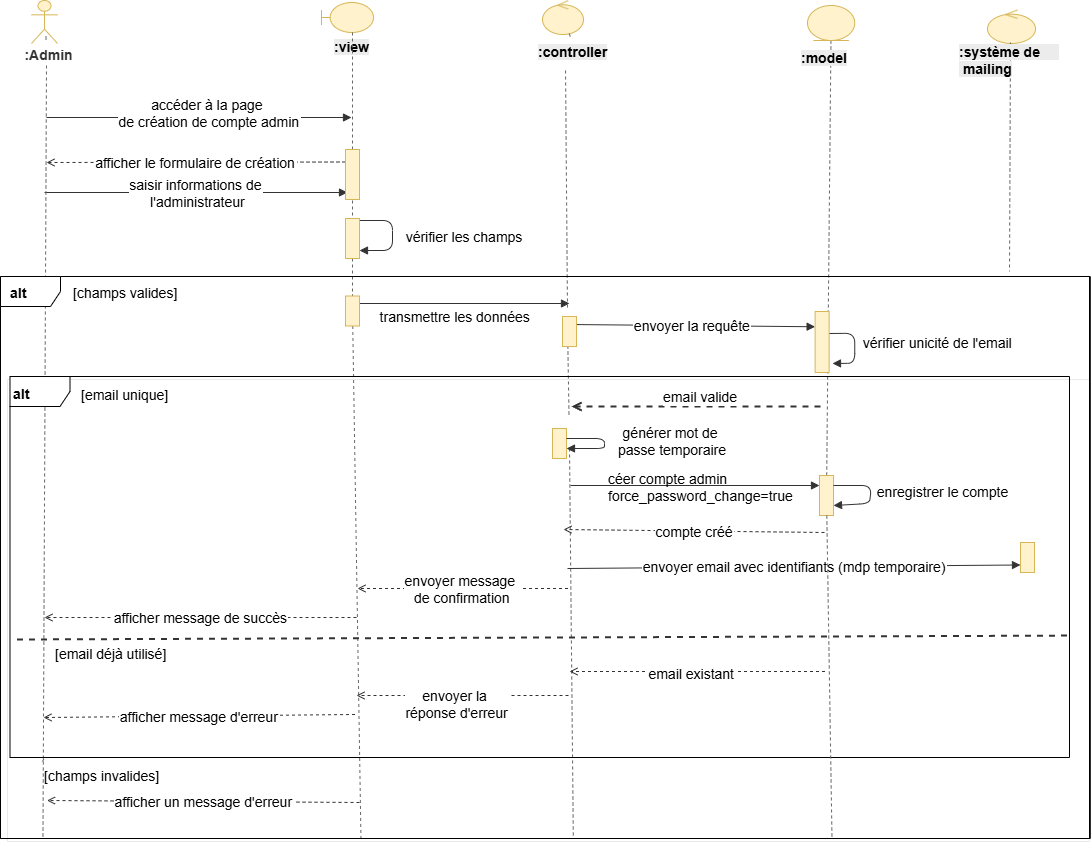 :Admin
:view
:controller
:model
:système de
mailing
accéder à la page
de création de compte admin
afficher le formulaire de création
saisir informations de
l'administrateur
vérifier les champs
alt
[champs valides]
transmettre les données
envoyer la requête
vérifier unicité de l'email
alt
[email unique]
email valide
générer mot de
passe temporaire
céer compte admin
force_password_change=true
enregistrer le compte
compte créé
envoyer email avec identifiants (mdp temporaire)
envoyer message
de confirmation
afficher message de succès
[email déjà utilisé]
email existant
envoyer la
réponse d'erreur
afficher message d'erreur
[champs invalides]
afficher un message d'erreur